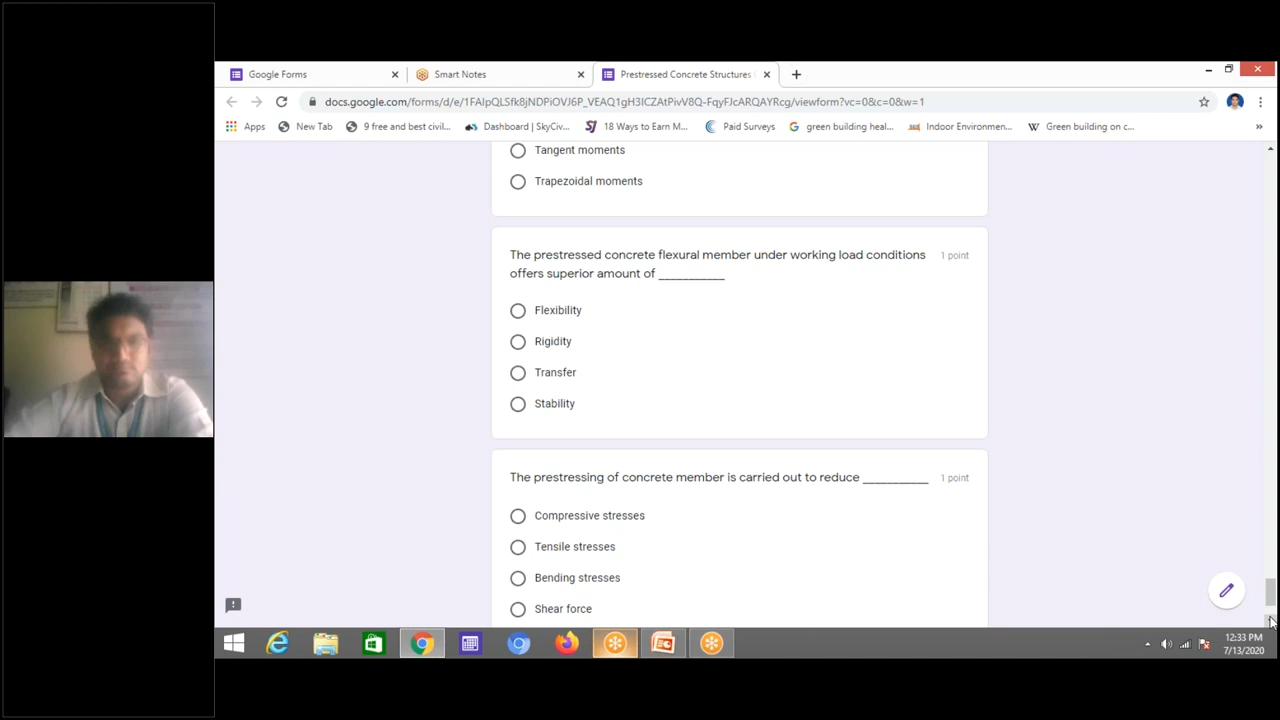 Google Forms
Smart Notes
Prestressed Concrete Structures
docs.google.com/forms/d/e/1FAIpQLSfk8jNDPiOVJ6P_VEAQ1gH3ICZAtPivV8Q-FqyFJcARQAYRcg/viewform?vc=0&c=0&w=1
Apps
New Tab
9 free and best civil...
Dashboard | SkyCiv...
18 Ways to Earn M...
Paid Surveys
green building heal...
Indoor Environmen...
Green building on c...
»
Tangent moments
Trapezoidal moments
The prestressed concrete flexural member under working load conditions
offers superior amount of ___________
1 point
Flexibility
Rigidity
Transfer
Stability
The prestressing of concrete member is carried out to reduce ___________
1 point
Compressive stresses
Tensile stresses
Bending stresses
Shear force
12:33 PM
7/13/2020